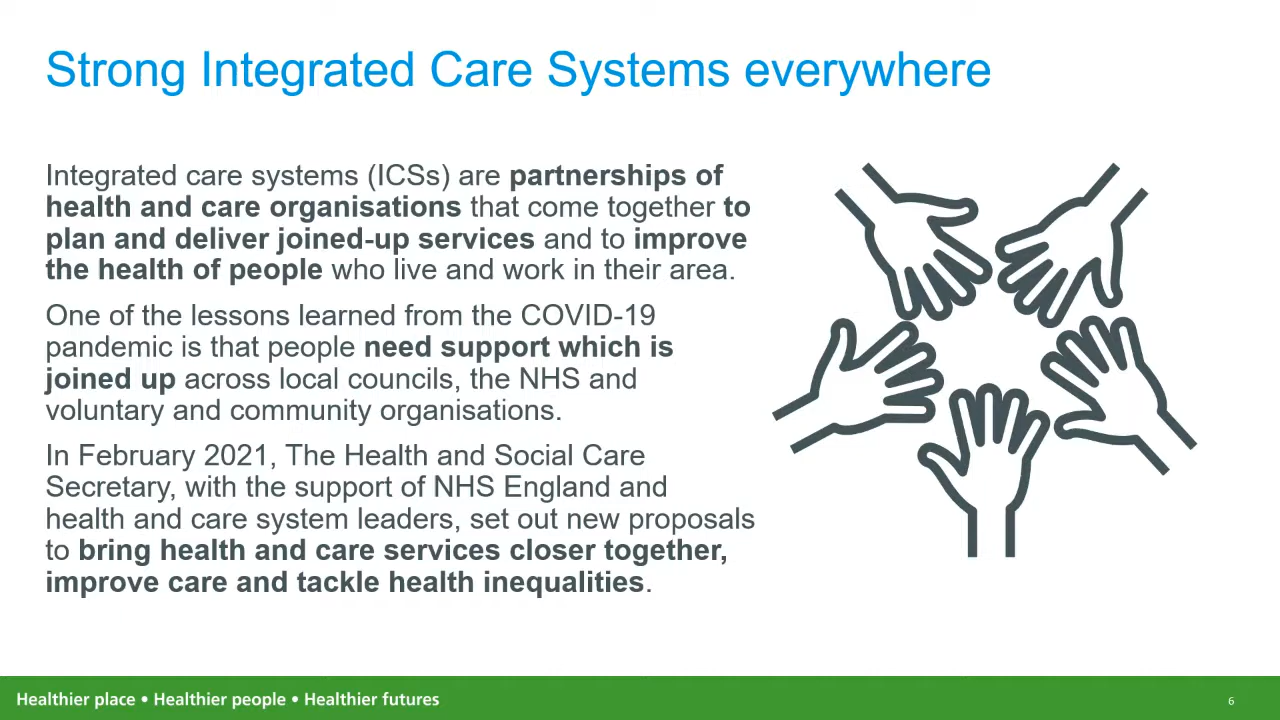 Strong Integrated Care Systems everywhere
Integrated care systems (ICSs) are partnerships of
health and care organisations that come together to
plan and deliver joined-up services and to improve
the health of people who live and work in their area.
One of the lessons learned from the COVID-19
pandemic is that people need support which is
joined up across local councils, the NHS and
voluntary and community organisations.
In February 2021, The Health and Social Care
Secretary, with the support of NHS England and
health and care system leaders, set out new proposals
to bring health and care services closer together,
improve care and tackle health inequalities.
Healthier place • Healthier people • Healthier futures
6